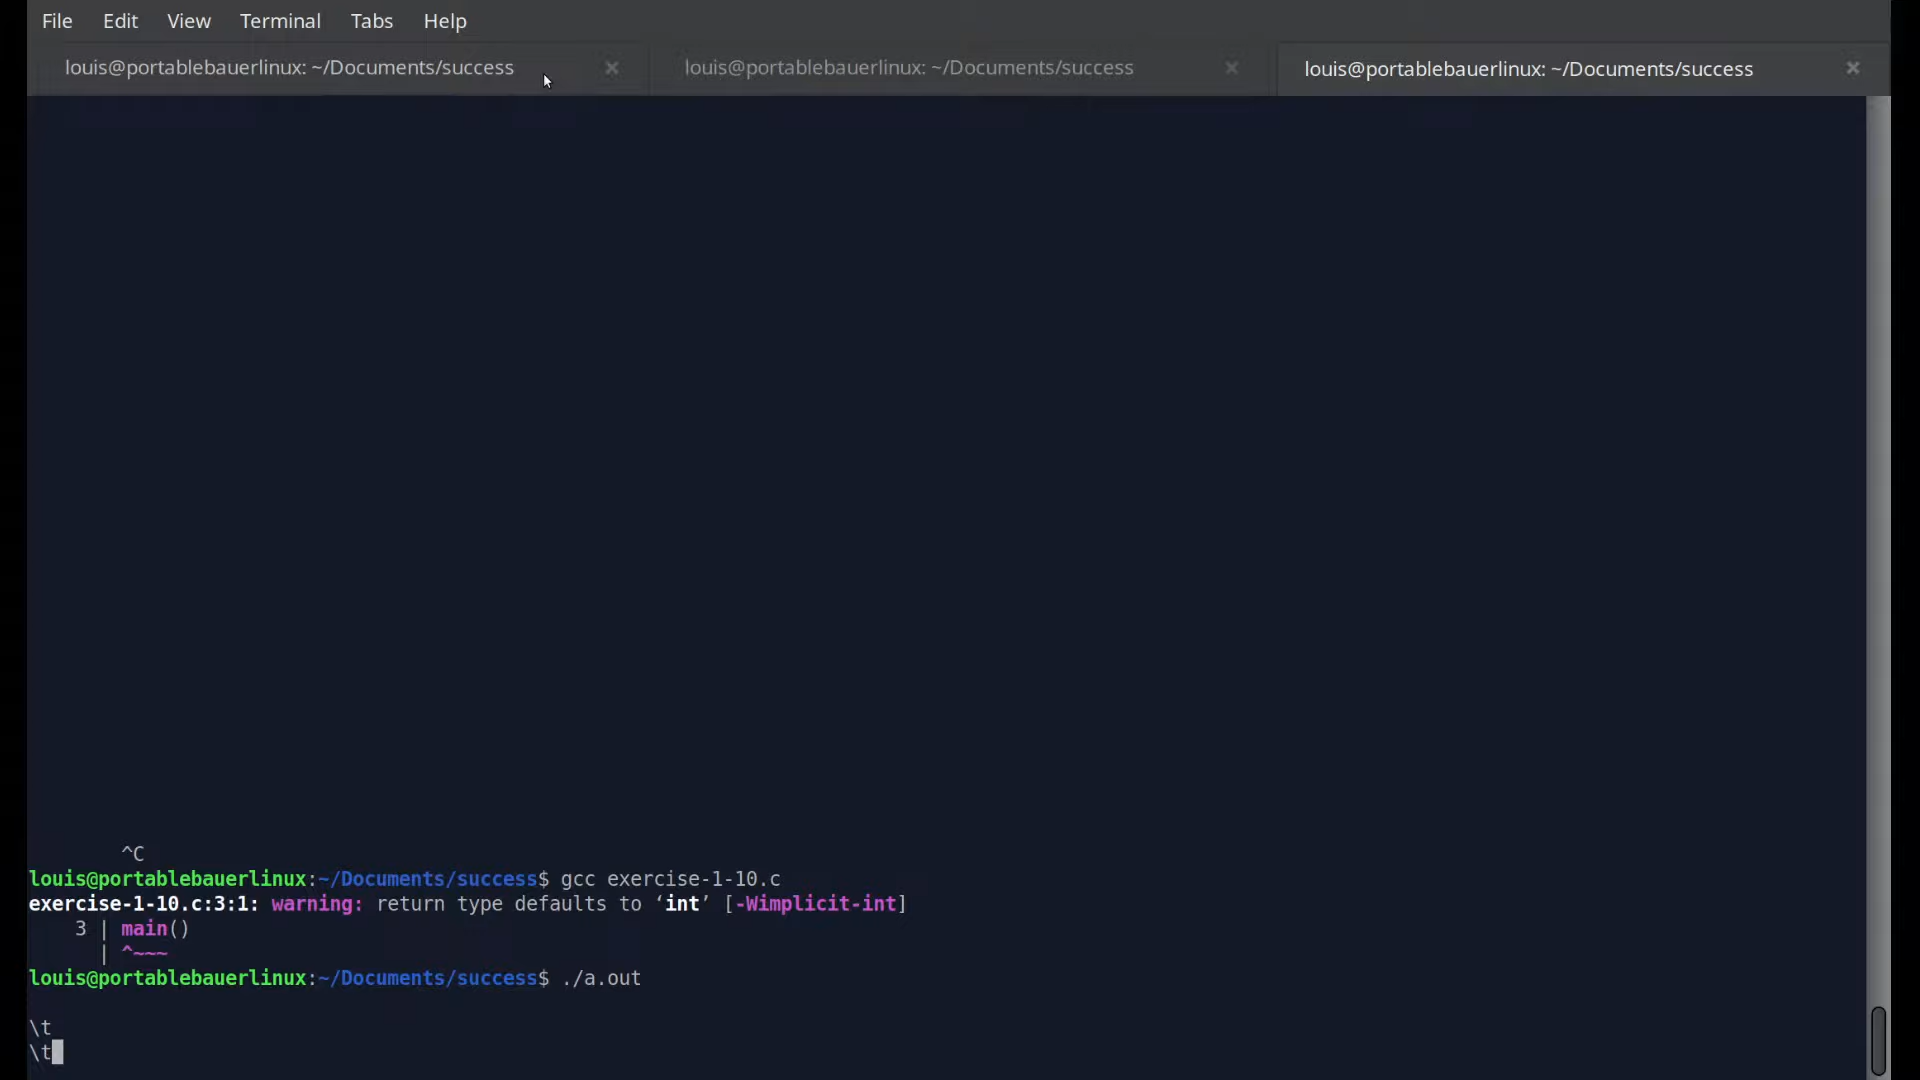 File Edit View Terminal Tabs Help
louis@portablebauerlinux: ~/Documents/success louis@portablebauerlinux: ~/Documents/success louis@portablebauerlinux: ~/Documents/success
^C
louis@portablebauerlinux:~/Documents/success$ gcc exercise-1-10.c
exercise-1-10.c:3:1: warning: return type defaults to ‘int’ [-Wimplicit-int]
3 | main()
| ^~~~
louis@portablebauerlinux:~/Documents/success$ ./a.out
\t
\t